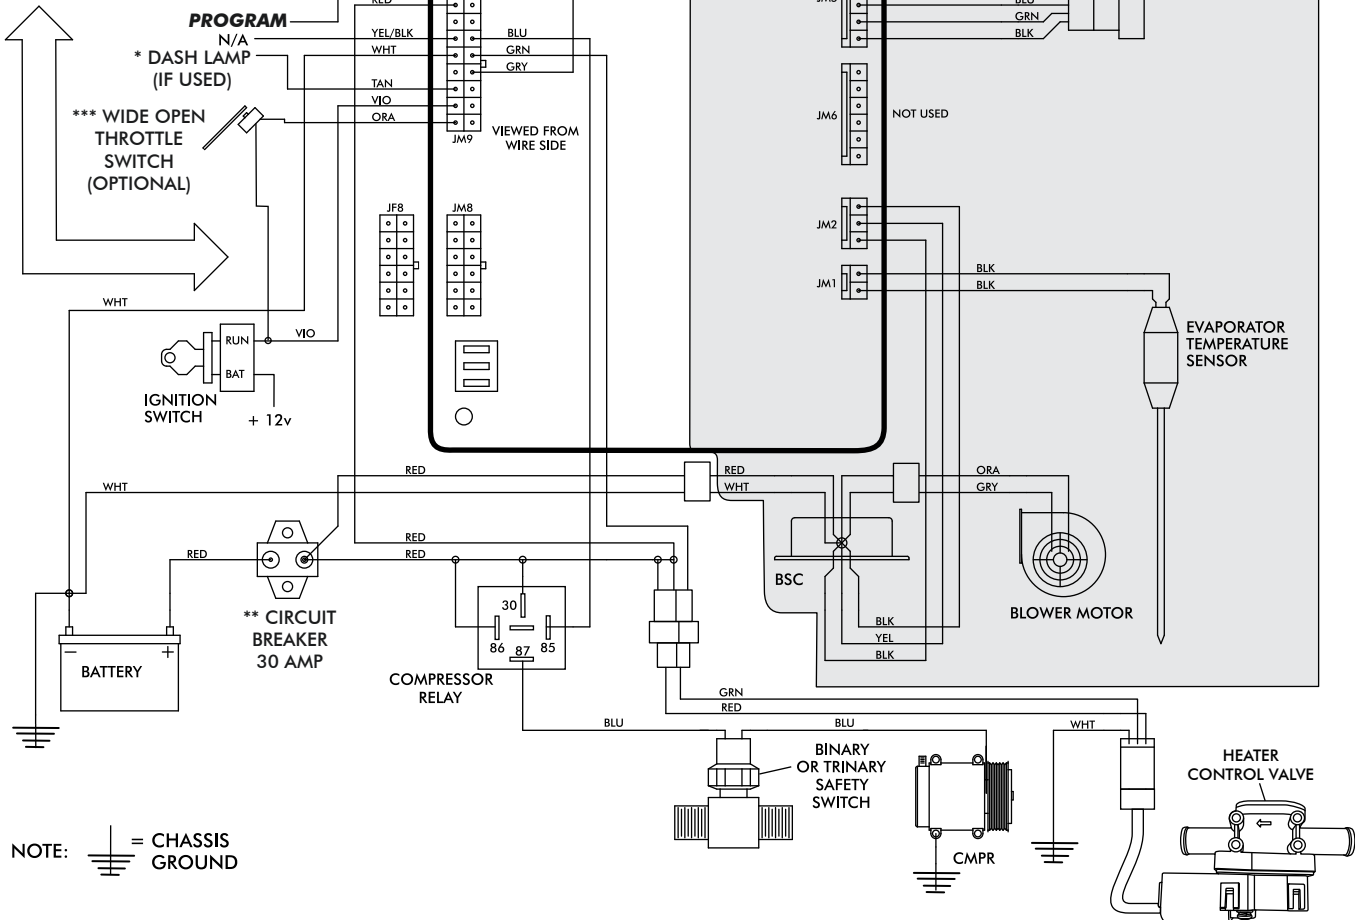 RED
PROGRAM
N/A
YEL/BLK
BLU
* DASH LAMP
(IF USED)
WHT
GRN
GRY
TAN
VIO
ORA
*** WIDE OPEN
THROTTLE
SWITCH
(OPTIONAL)
JM9
VIEWED FROM
WIRE SIDE
BLU
GRN
BLK
JM6
NOT USED
JF8
JM8
JM2
JM1
BLK
BLK
EVAPORATOR
TEMPERATURE
SENSOR
WHT
RUN
VIO
BAT
IGNITION
SWITCH
+ 12v
RED
RED
ORA
WHT
WHT
GRY
RED
RED
RED
** CIRCUIT
BREAKER
30 AMP
BATTERY
30
86
87
85
COMPRESSOR
RELAY
BSC
BLOWER MOTOR
BLK
YEL
BLK
GRN
RED
BLU
BLU
WHT
BINARY
OR TRINARY
SAFETY
SWITCH
HEATER
CONTROL VALVE
CMPR
NOTE:
= CHASSIS
GROUND